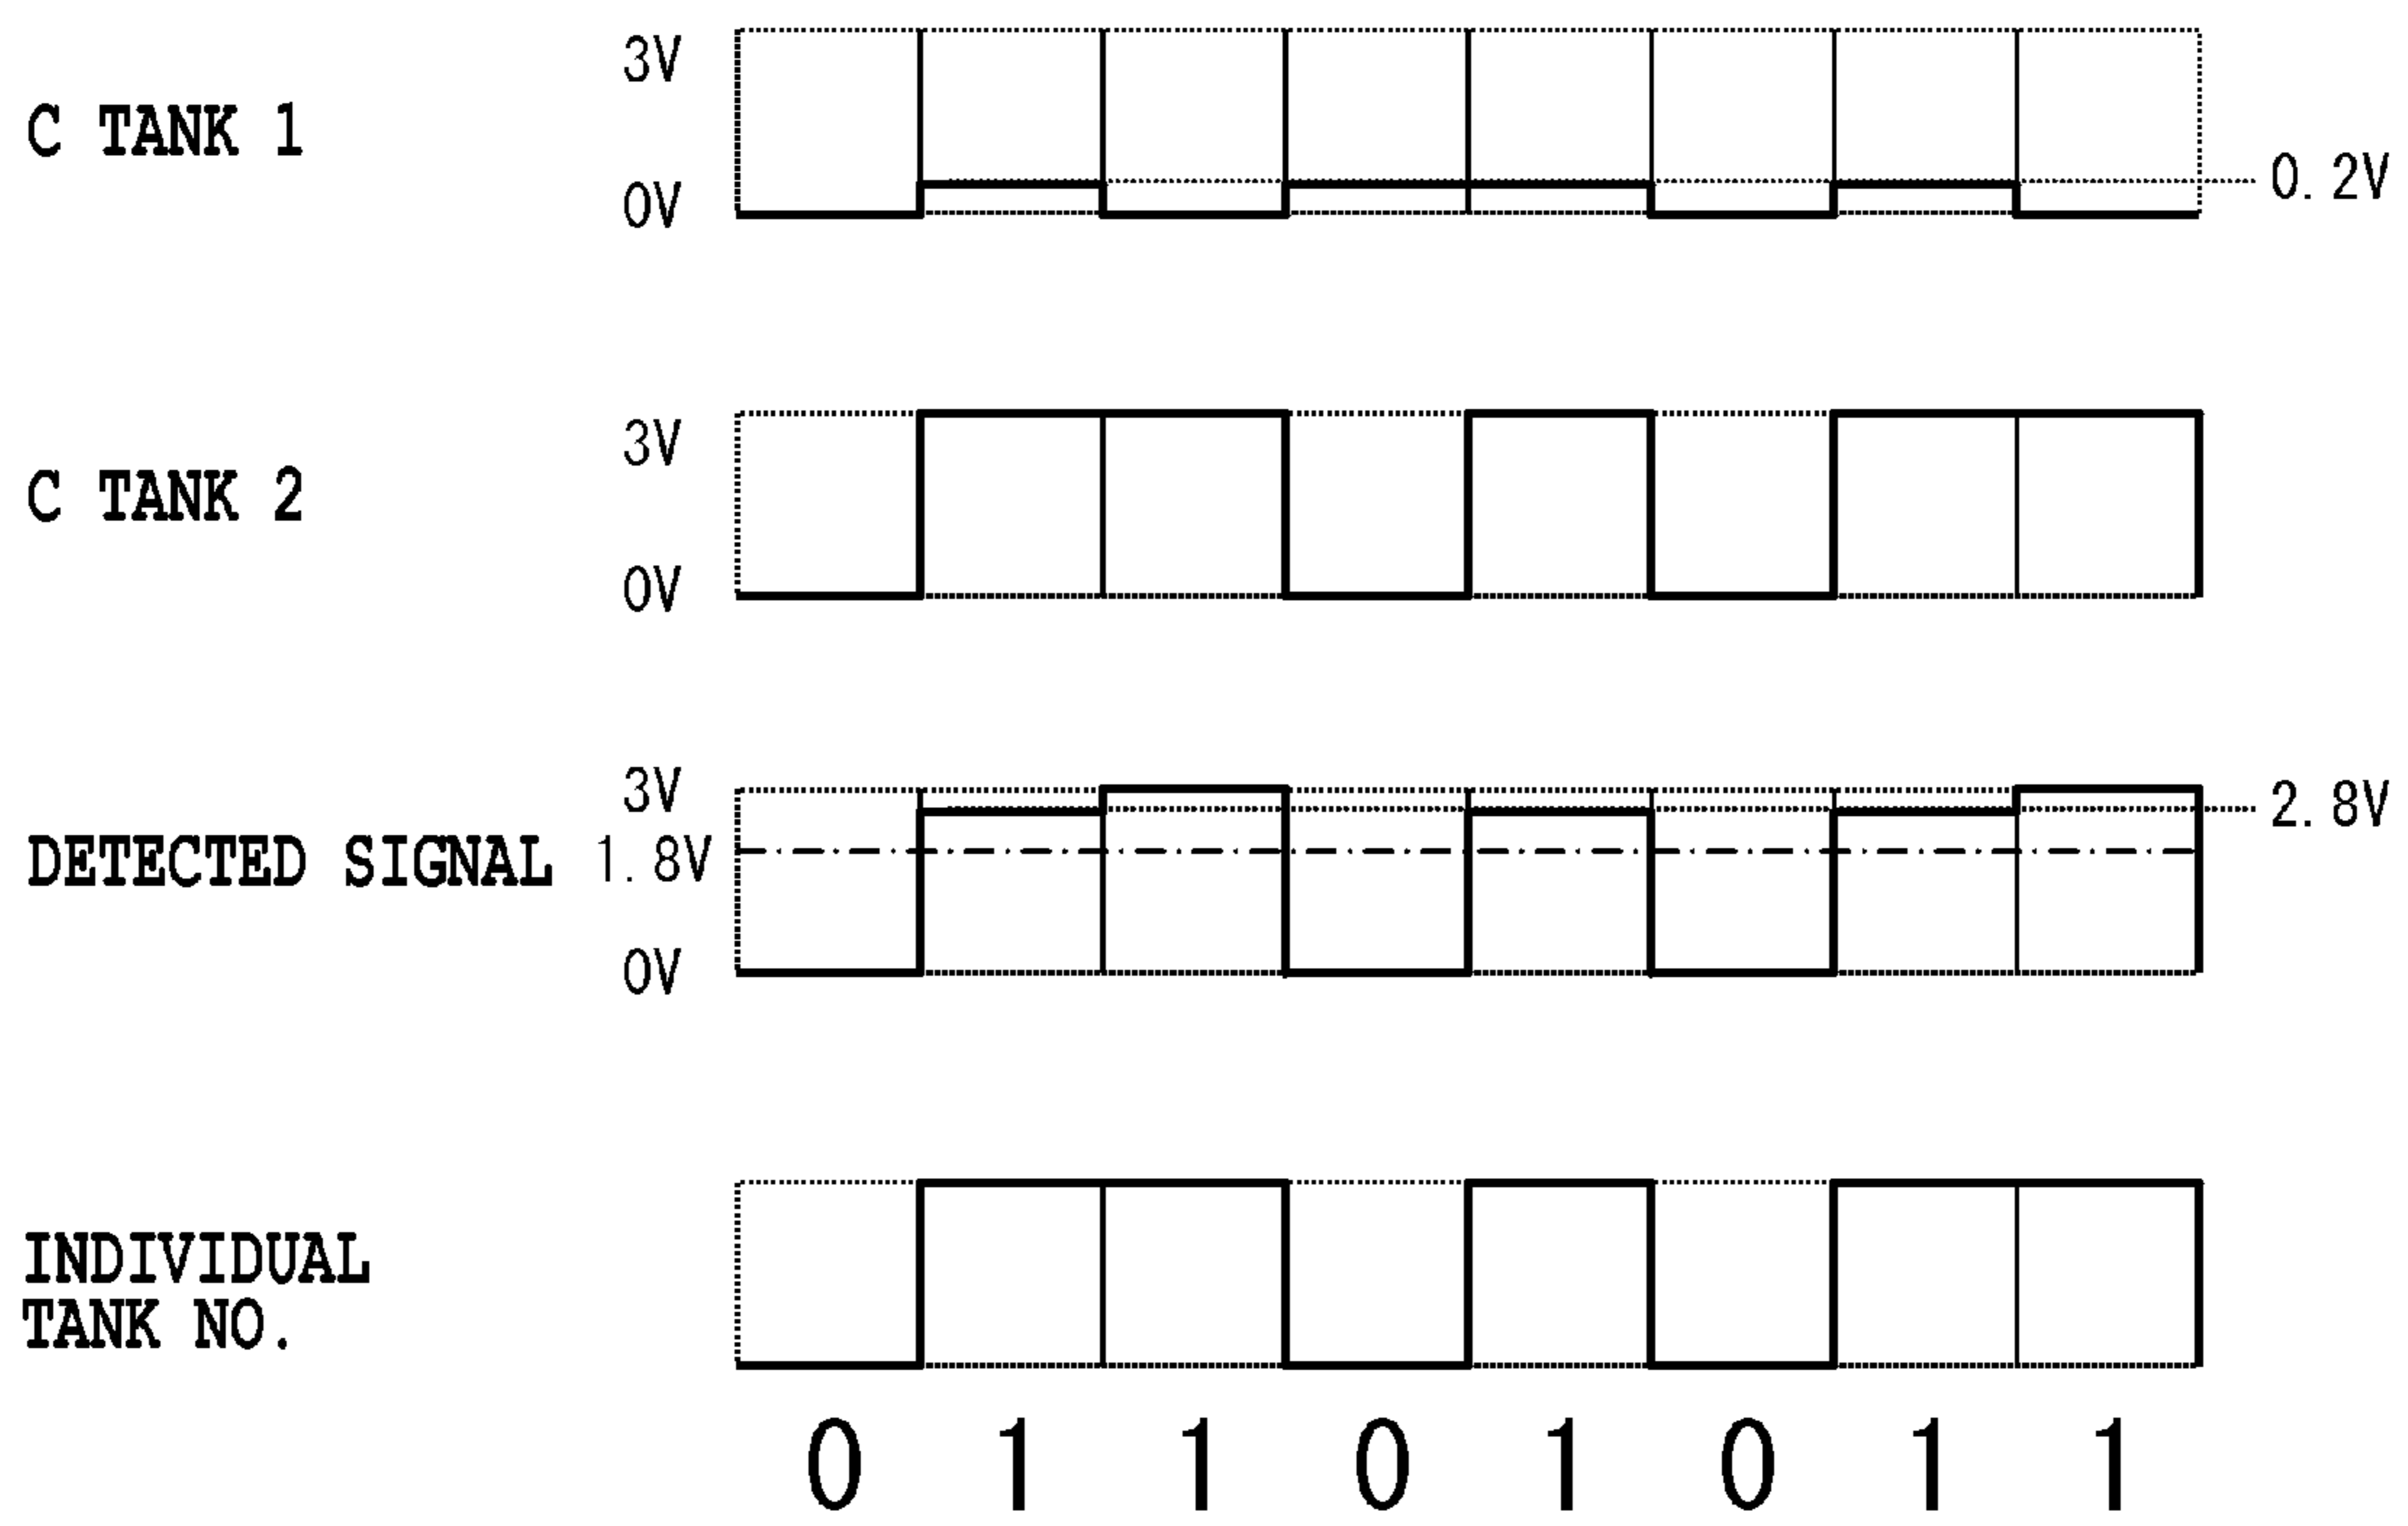 3V
C TANK 1
0V
0.2V
3V
C TANK 2
0V
3V
2.8V
DETECTED SIGNAL 1.8V
0V
INDIVIDUAL
TANK NO.
0 1 1 0 1 0 1 1